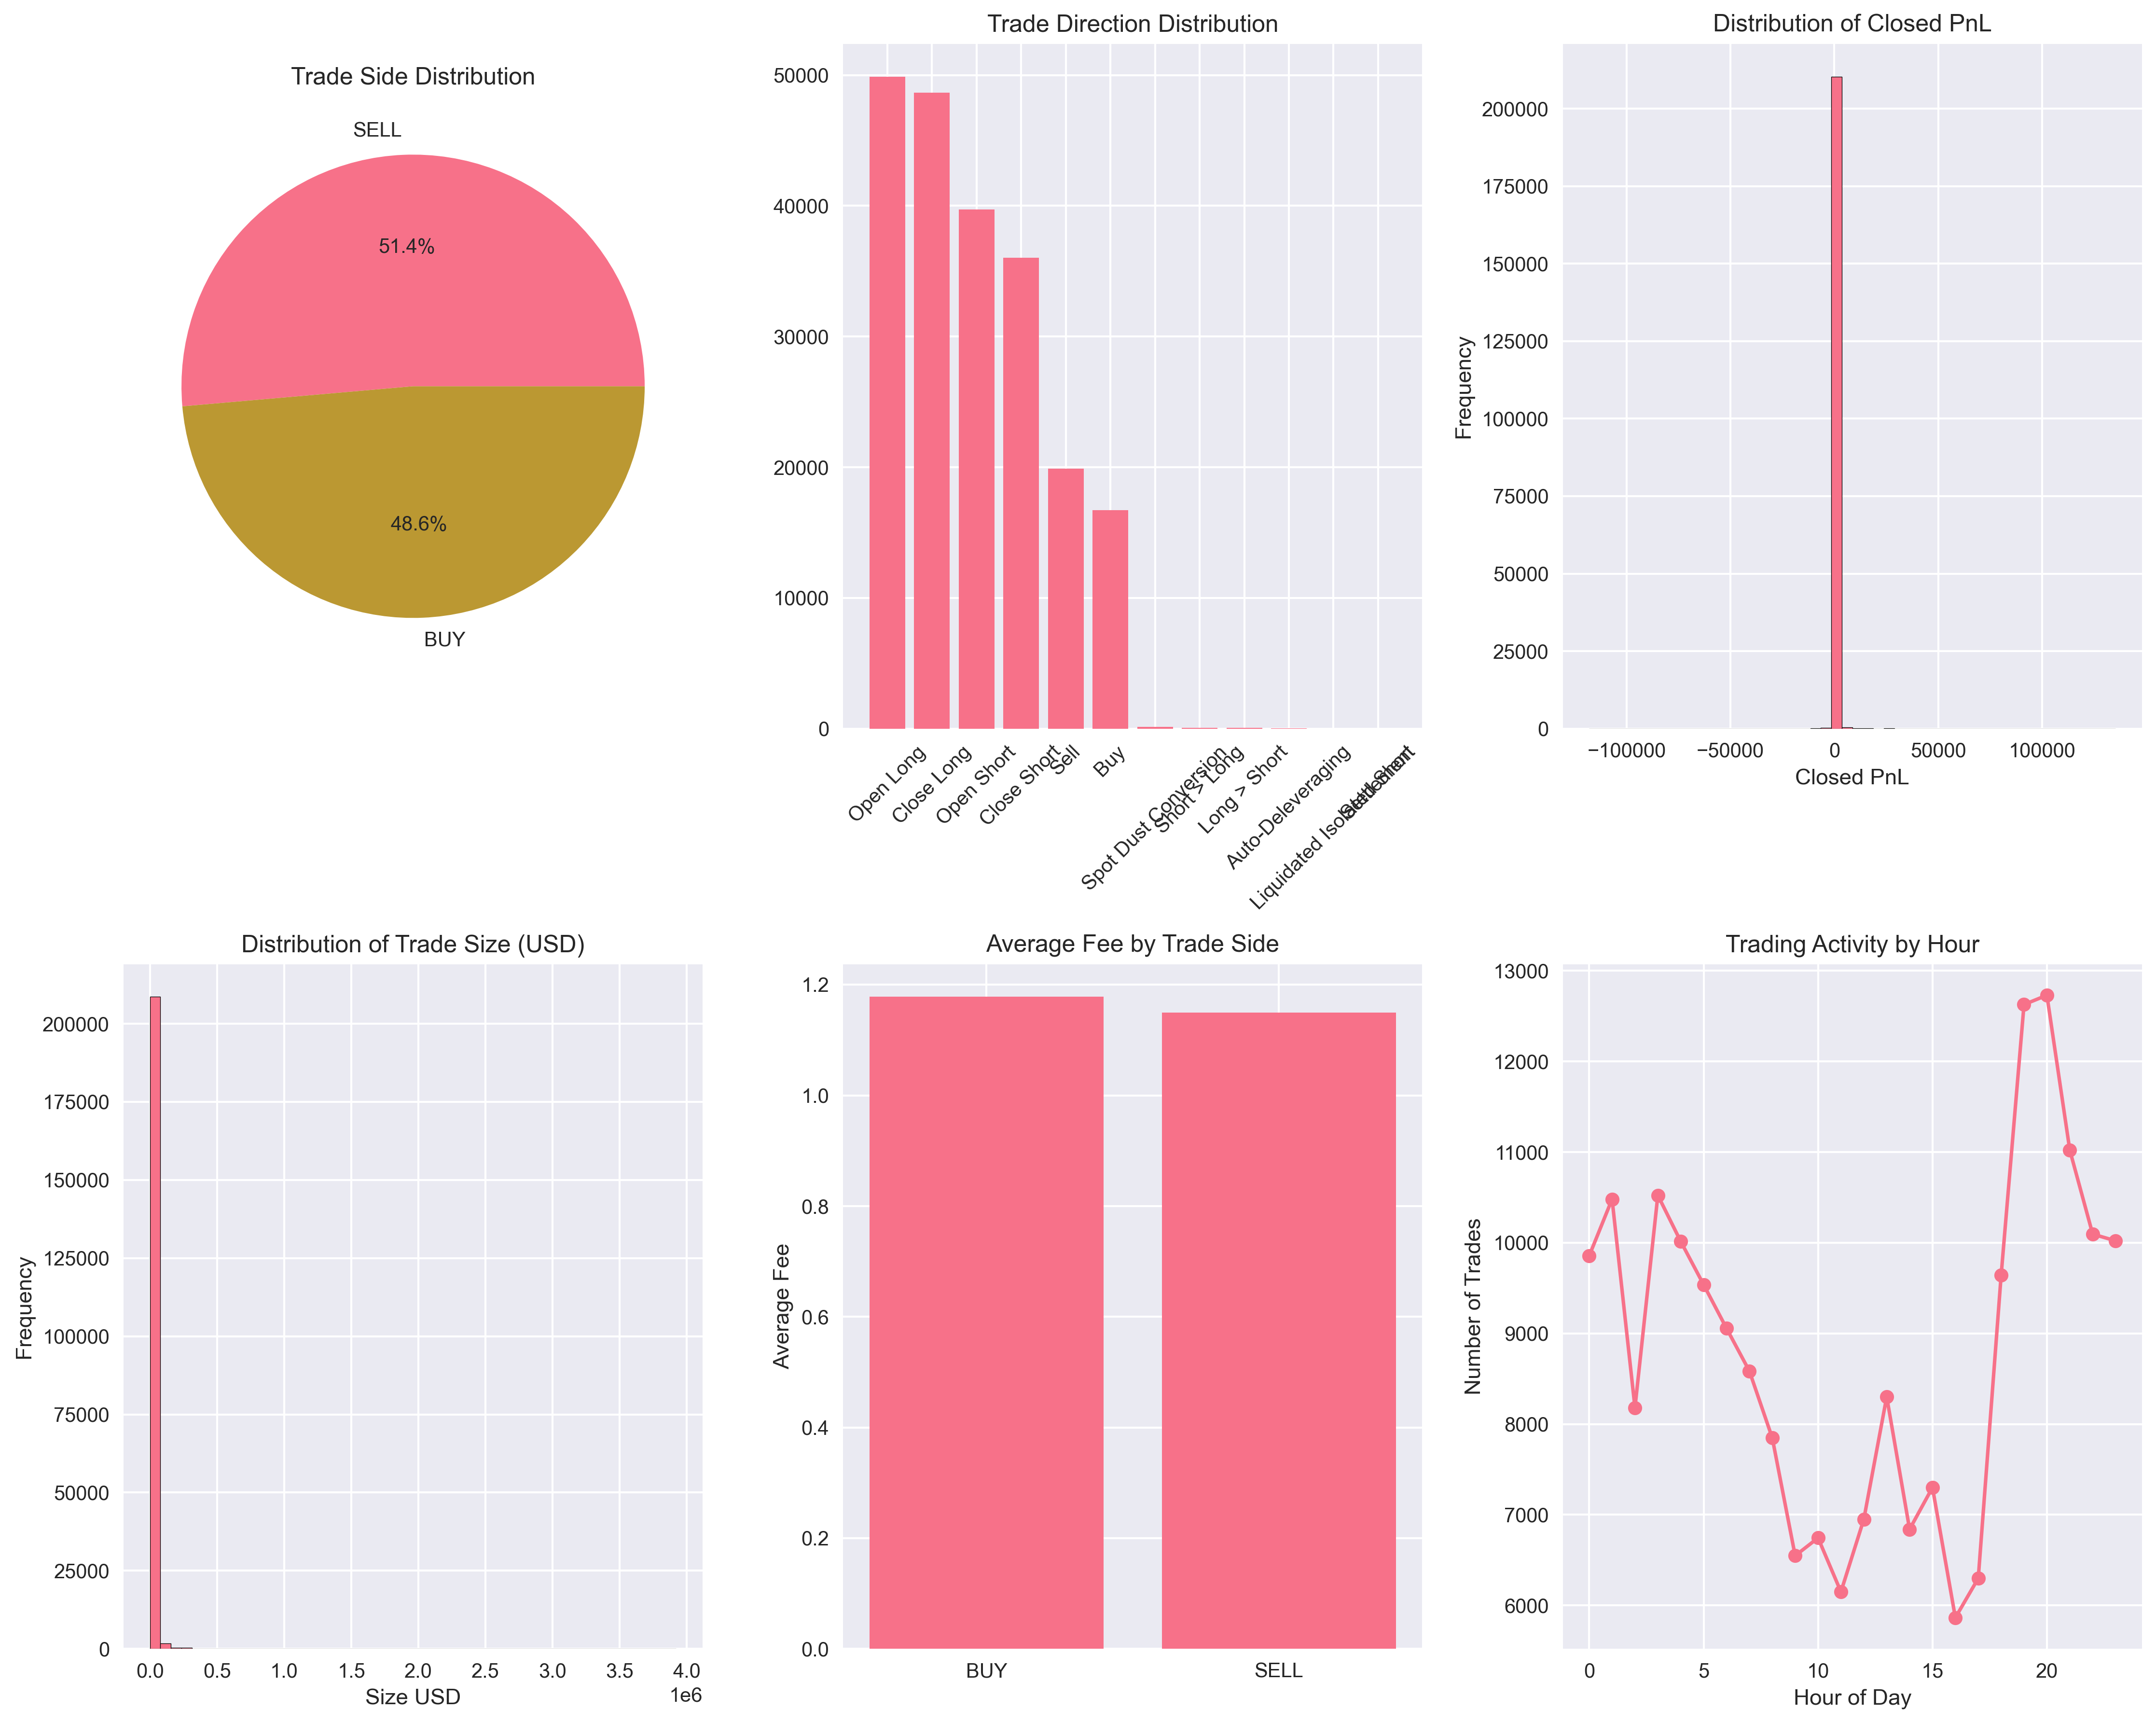 Trade Side Distribution
SELL
51.4%
48.6%
BUY
Trade Direction Distribution
50000
40000
30000
20000
10000
0
Open Long
Close Long
Open Short
Close Short
Sell
Buy
Spot Dust Conversion
Short > Long
Long > Short
Auto-Deleveraging
Liquidated Isolated Short
Settlement
Distribution of Closed PnL
Frequency
200000
175000
150000
125000
100000
75000
50000
25000
0
−100000
−50000
0
50000
100000
Closed PnL
Distribution of Trade Size (USD)
Frequency
200000
175000
150000
125000
100000
75000
50000
25000
0
0.0
0.5
1.0
1.5
2.0
2.5
3.0
3.5
4.0
1e6
Size USD
Average Fee by Trade Side
Average Fee
1.2
1.0
0.8
0.6
0.4
0.2
0.0
BUY
SELL
Trading Activity by Hour
Number of Trades
13000
12000
11000
10000
9000
8000
7000
6000
0
5
10
15
20
Hour of Day